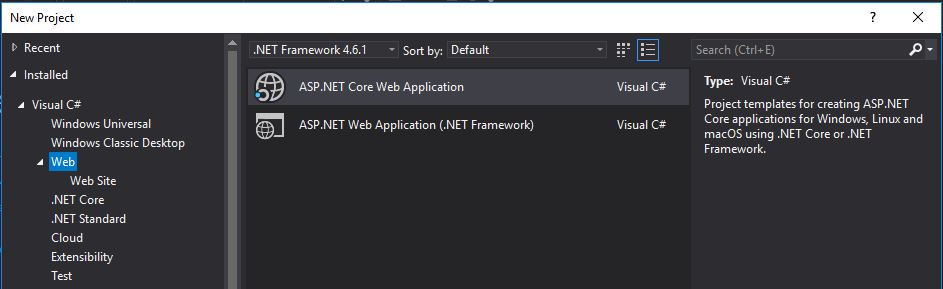 New Project
Recent
Installed
Visual C#
Windows Universal
Windows Classic Desktop
Web
Web Site
.NET Core
.NET Standard
Cloud
Extensibility
Test
.NET Framework 4.6.1 Sort by: Default
ASP.NET Core Web Application Visual C#
ASP.NET Web Application (.NET Framework) Visual C#
Search (Ctrl+E)
Type: Visual C#
Project templates for creating ASP.NET
Core applications for Windows, Linux and
macOS using .NET Core or .NET
Framework.